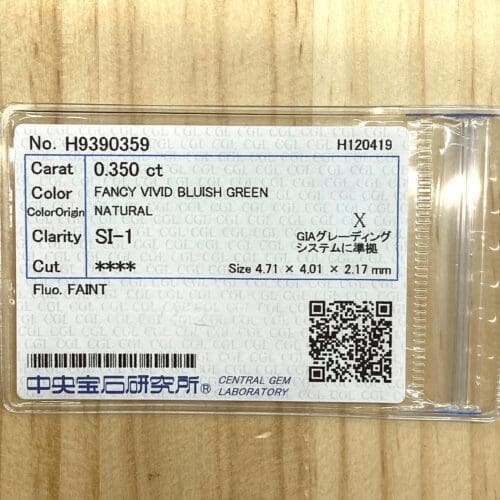 No. H9390359 H120419
Carat 0.350 ct
Color FANCY VIVID BLUISH GREEN
ColorOrigin NATURAL
Clarity SI-1
X
GIAグレーディング
システムに準拠
Cut **** Size 4.71 × 4.01 × 2.17 mm
Fluo. FAINT
中央宝石研究所® CENTRAL GEM
LABORATORY